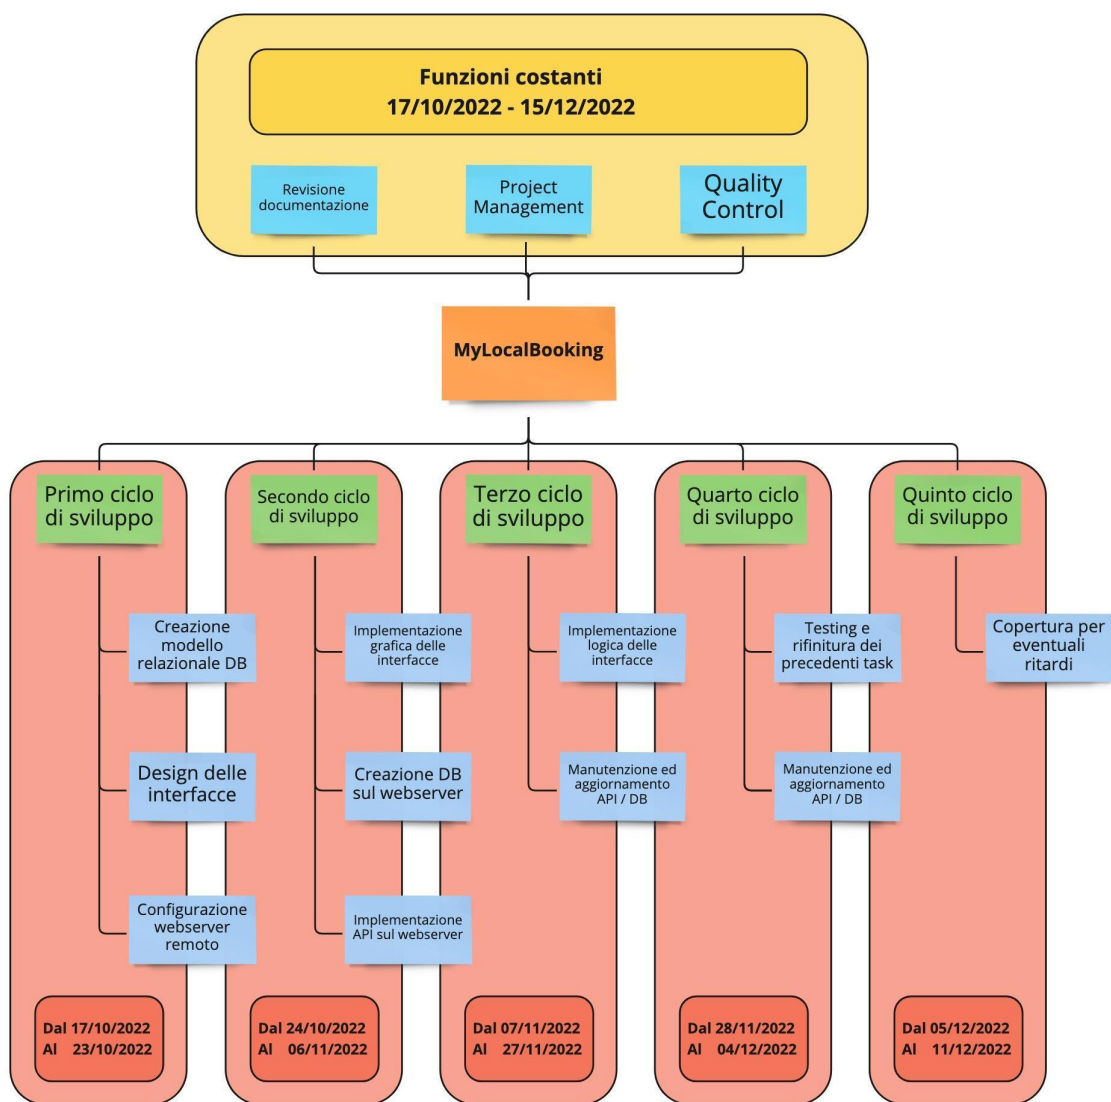 Funzioni costanti
17/10/2022 - 15/12/2022
Revisione
documentazione
Project
Management
Quality
Control
MyLocalBooking
Primo ciclo
di sviluppo
Secondo ciclo
di sviluppo
Terzo ciclo
di sviluppo
Quarto ciclo
di sviluppo
Quinto ciclo
di sviluppo
Creazione
modello
relazionale DB
Implementazione
grafica delle
interfacce
Implementazione
logica delle
interfacce
Testing e
rifinitura dei
precedenti task
Copertura per
eventuali
ritardi
Design delle
interfacce
Creazione DB
sul webserver
Manutenzione ed
aggiornamento
API / DB
Manutenzione ed
aggiornamento
API / DB
Configurazione
webserver
remoto
Implementazione
API sul webserver
Dal 17/10/2022
Al 23/10/2022
Dal 24/10/2022
Al 06/11/2022
Dal 07/11/2022
Al 27/11/2022
Dal 28/11/2022
Al 04/12/2022
Dal 05/12/2022
Al 11/12/2022